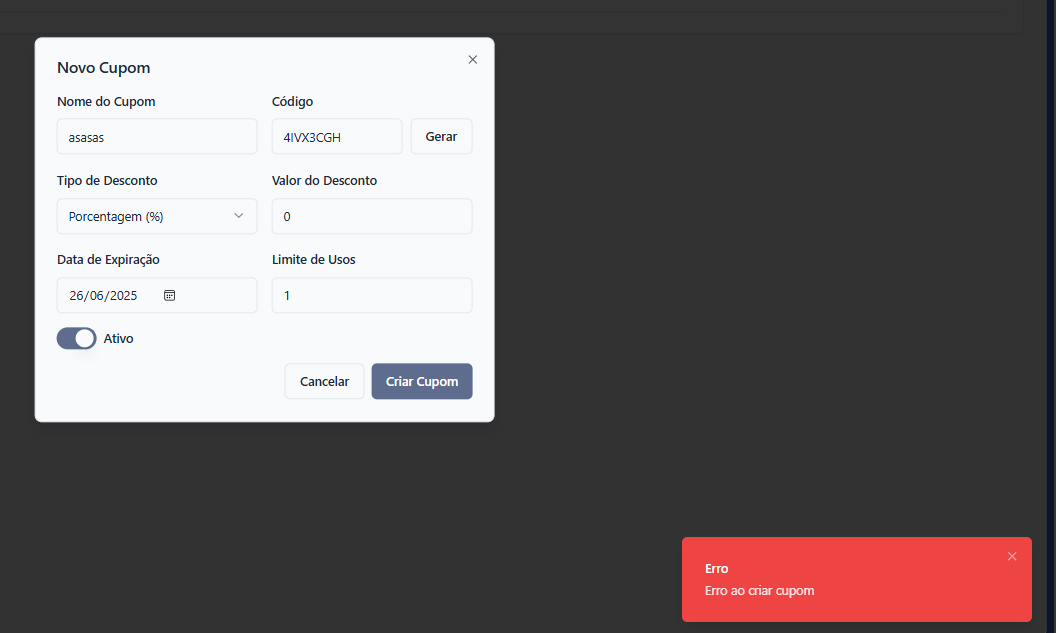 Novo Cupom
Nome do Cupom
Código
asasas
4IVX3CGH
Gerar
Tipo de Desconto
Valor do Desconto
Porcentagem (%)
0
Data de Expiração
Limite de Usos
26/06/2025
1
Ativo
Cancelar
Criar Cupom
Erro
Erro ao criar cupom